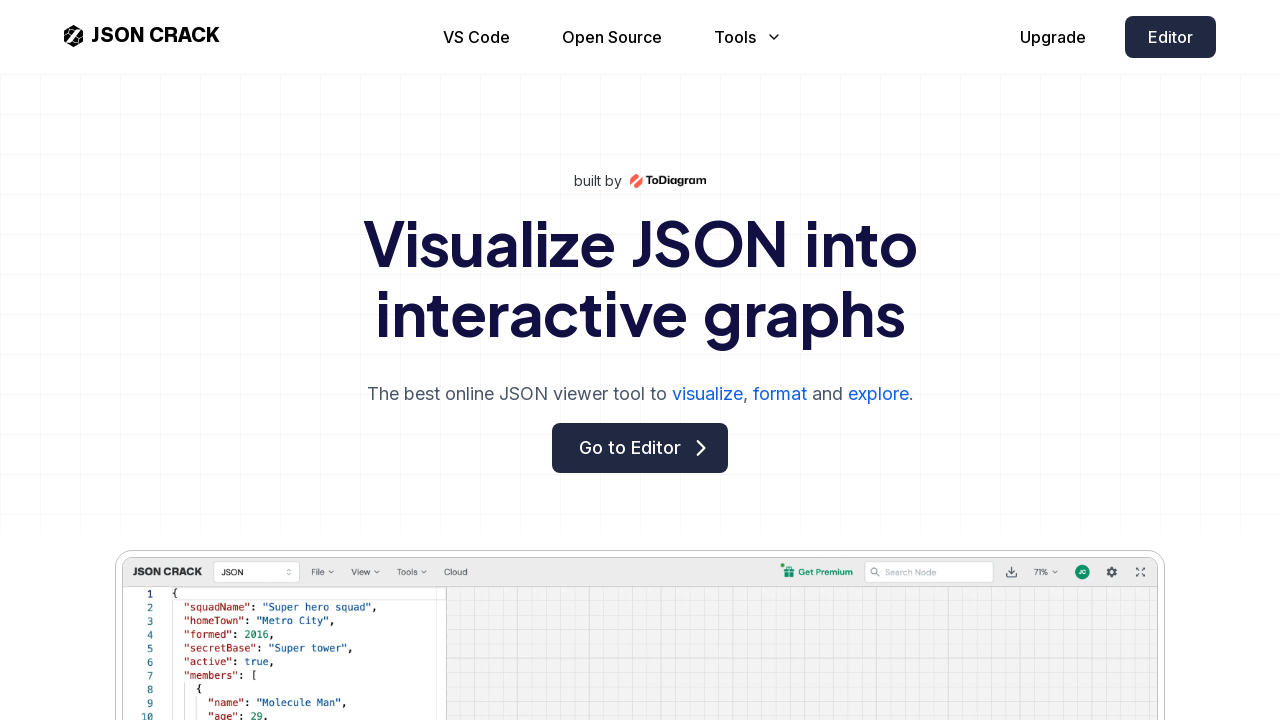 JSON CRACK
VS Code
Open Source
Tools
Upgrade
Editor
built by ToDiagram
Visualize JSON into
interactive graphs
The best online JSON viewer tool to visualize, format and explore.
Go to Editor
JSON CRACK
JSON
File
View
Tools
Cloud
Get Premium
Search Node
71%
JC
1 {
2 "squadName": "Super hero squad",
3 "homeTown": "Metro City",
4 "formed": 2016,
5 "secretBase": "Super tower",
6 "active": true,
7 "members": [
8 {
9 "name": "Molecule Man",
10 "age": 29,